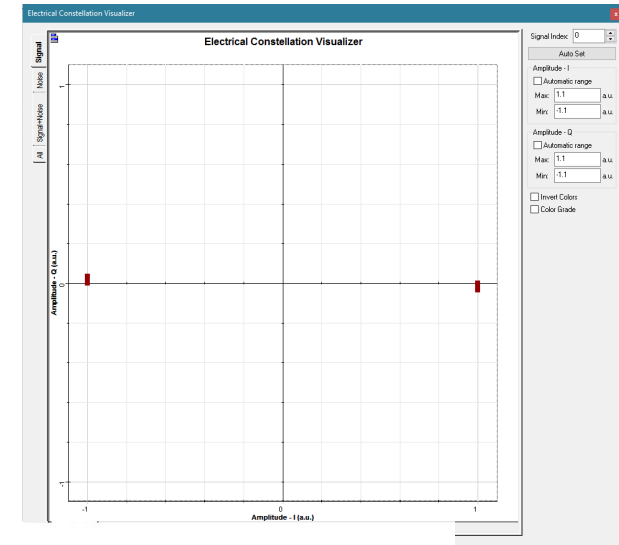 Electrical Constellation Visualizer
x
Signal Index: 0
Auto Set
Amplitude - I
Automatic range
Max: 1.1 a.u.
Min: -1.1 a.u.
Amplitude - Q
Automatic range
Max: 1.1 a.u.
Min: -1.1 a.u.
Invert Colors
Color Grade
Signal
Noise
Signal+Noise
All
Electrical Constellation Visualizer
Amplitude - Q (a.u.)
1
0
-1
-1 0 1
Amplitude - I (a.u.)